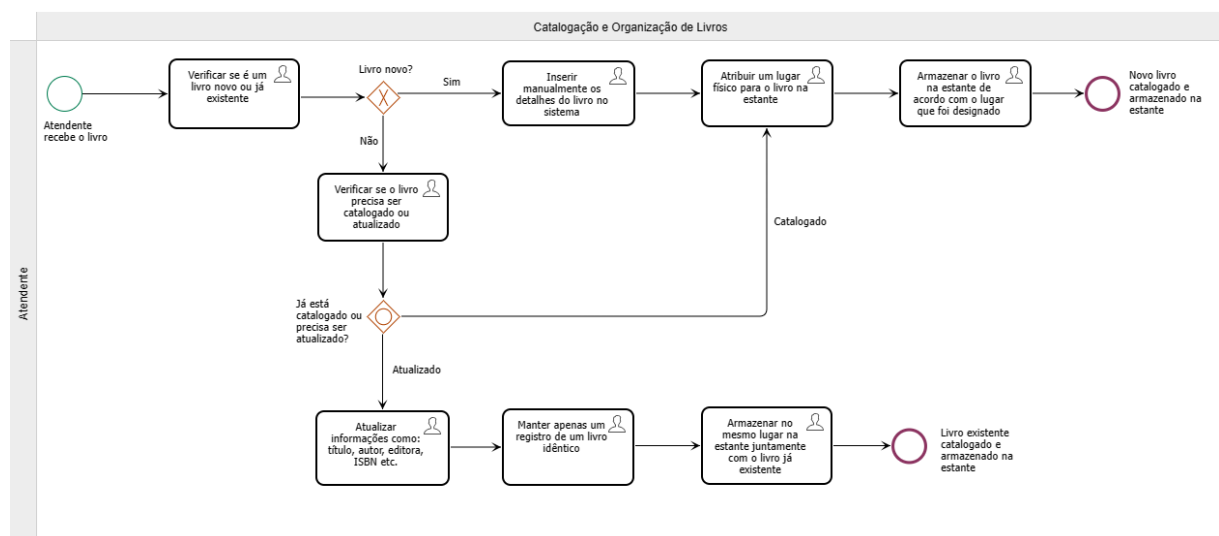 Catalogação e Organização de Livros
Atendente
Atendente
recebe o livro
Verificar se é um
livro novo ou já
existente
Livro novo?
X
Sim
Inserir
manualmente os
detalhes do livro no
sistema
Atribuir um lugar
físico para o livro na
estante
Armazenar o livro
na estante de
acordo com o lugar
que foi designado
Novo livro
catalogado e
armazenado na
estante
Não
Verificar se o livro
precisa ser
catalogado ou
atualizado
Catalogado
Já está
catalogado ou
precisa ser
atualizado?
Atualizado
Atualizar
informações como:
título, autor, editora,
ISBN etc.
Manter apenas um
registro de um livro
idêntico
Armazenar no
mesmo lugar na
estante juntamente
com o livro já
existente
Livro existente
catalogado e
armazenado na
estante